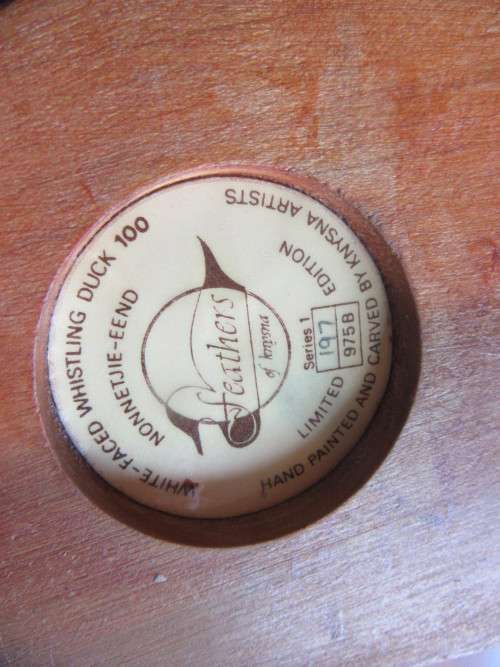 WHITE-FACED WHISTLING DUCK 100
NONNETJIE-EEND
Feathers
of knysna
Series 1
197
9758
LIMITED EDITION
HAND PAINTED AND CARVED BY KNYSNA ARTISTS